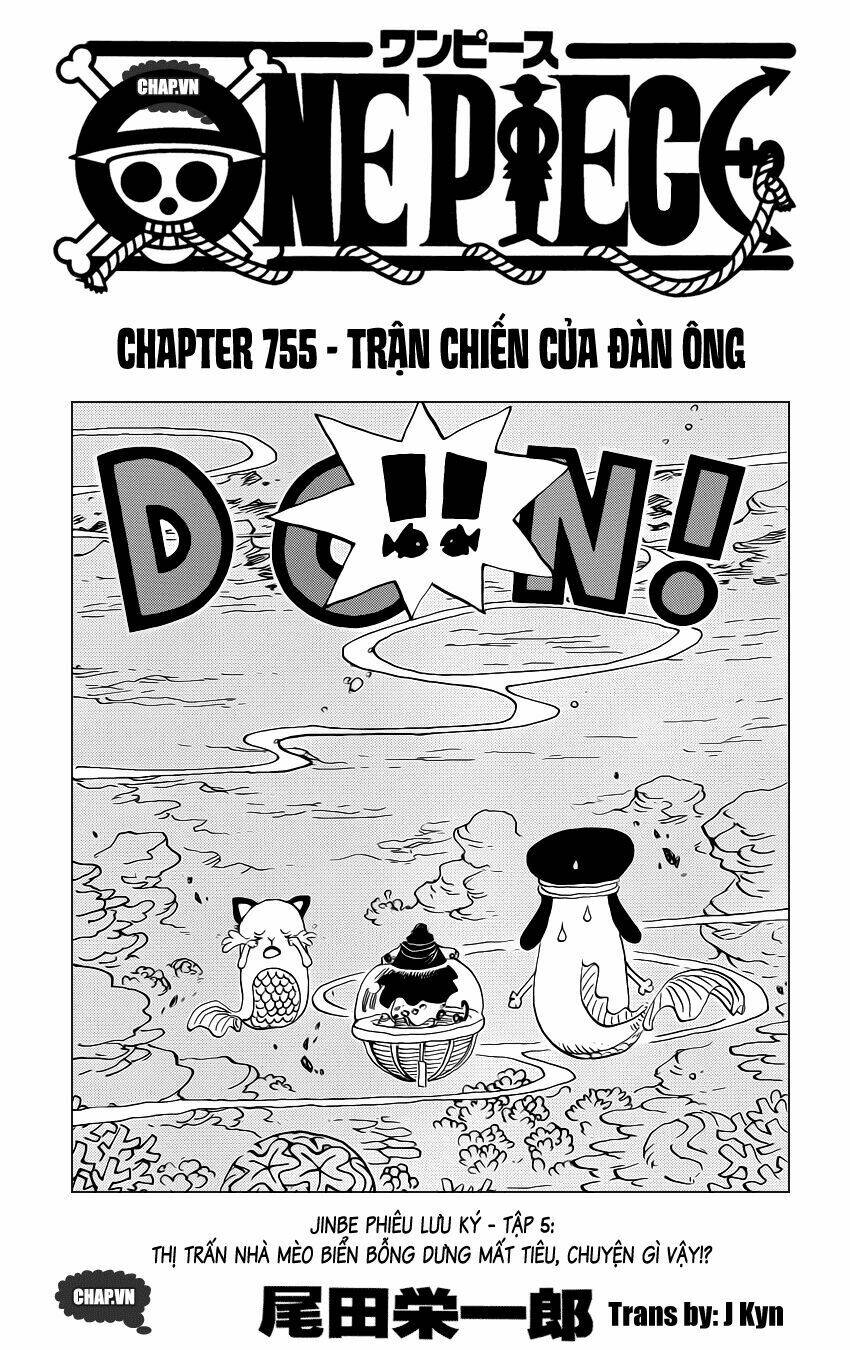 ワンピース
CHAP.VN
ONE PIECE
CHAPTER 755 - TRẬN CHIẾN CỦA ĐÀN ÔNG
DOON!
!!
JINBE PHIÊU LƯU KÝ - TẬP 5:
THỊ TRẤN NHÀ MÈO BIỂN BỖNG DƯNG MẤT TIÊU, CHUYỆN GÌ VẬY!?
CHAP.VN
尾田栄一郎 Trans by: J Kyn